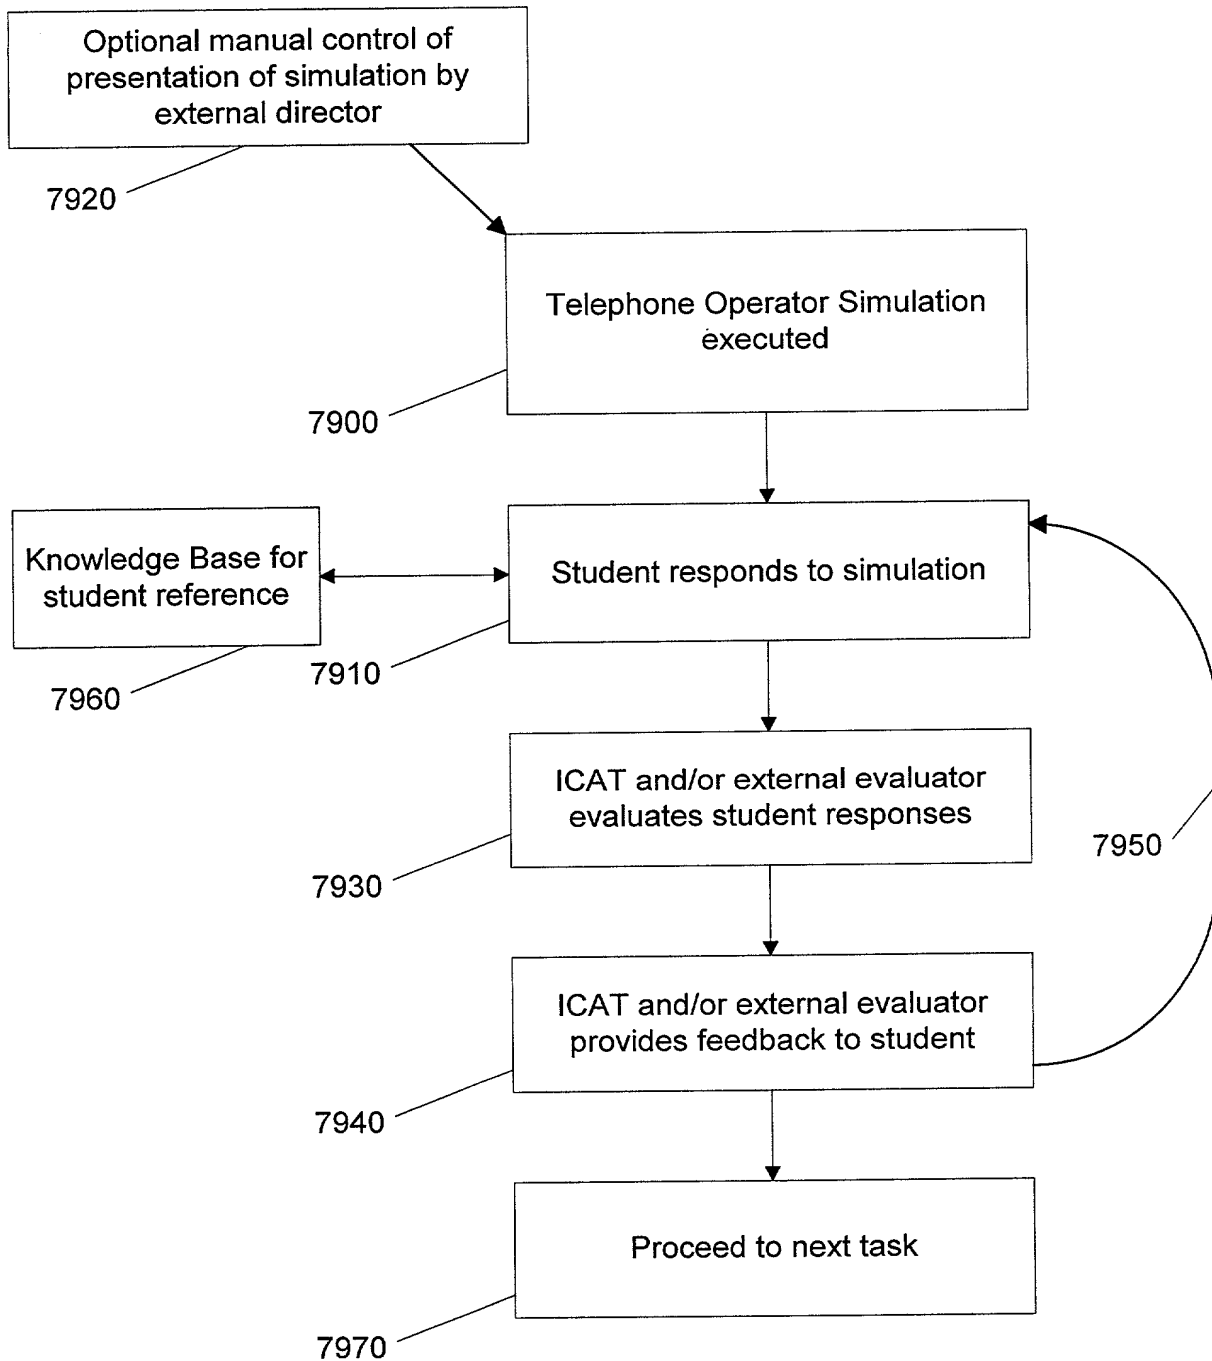 Optional manual control of
presentation of simulation by
external director
7920
Telephone Operator Simulation
executed
7900
Knowledge Base for
student reference
7960
Student responds to simulation
7910
ICAT and/or external evaluator
evaluates student responses
7930
7950
ICAT and/or external evaluator
provides feedback to student
7940
Proceed to next task
7970